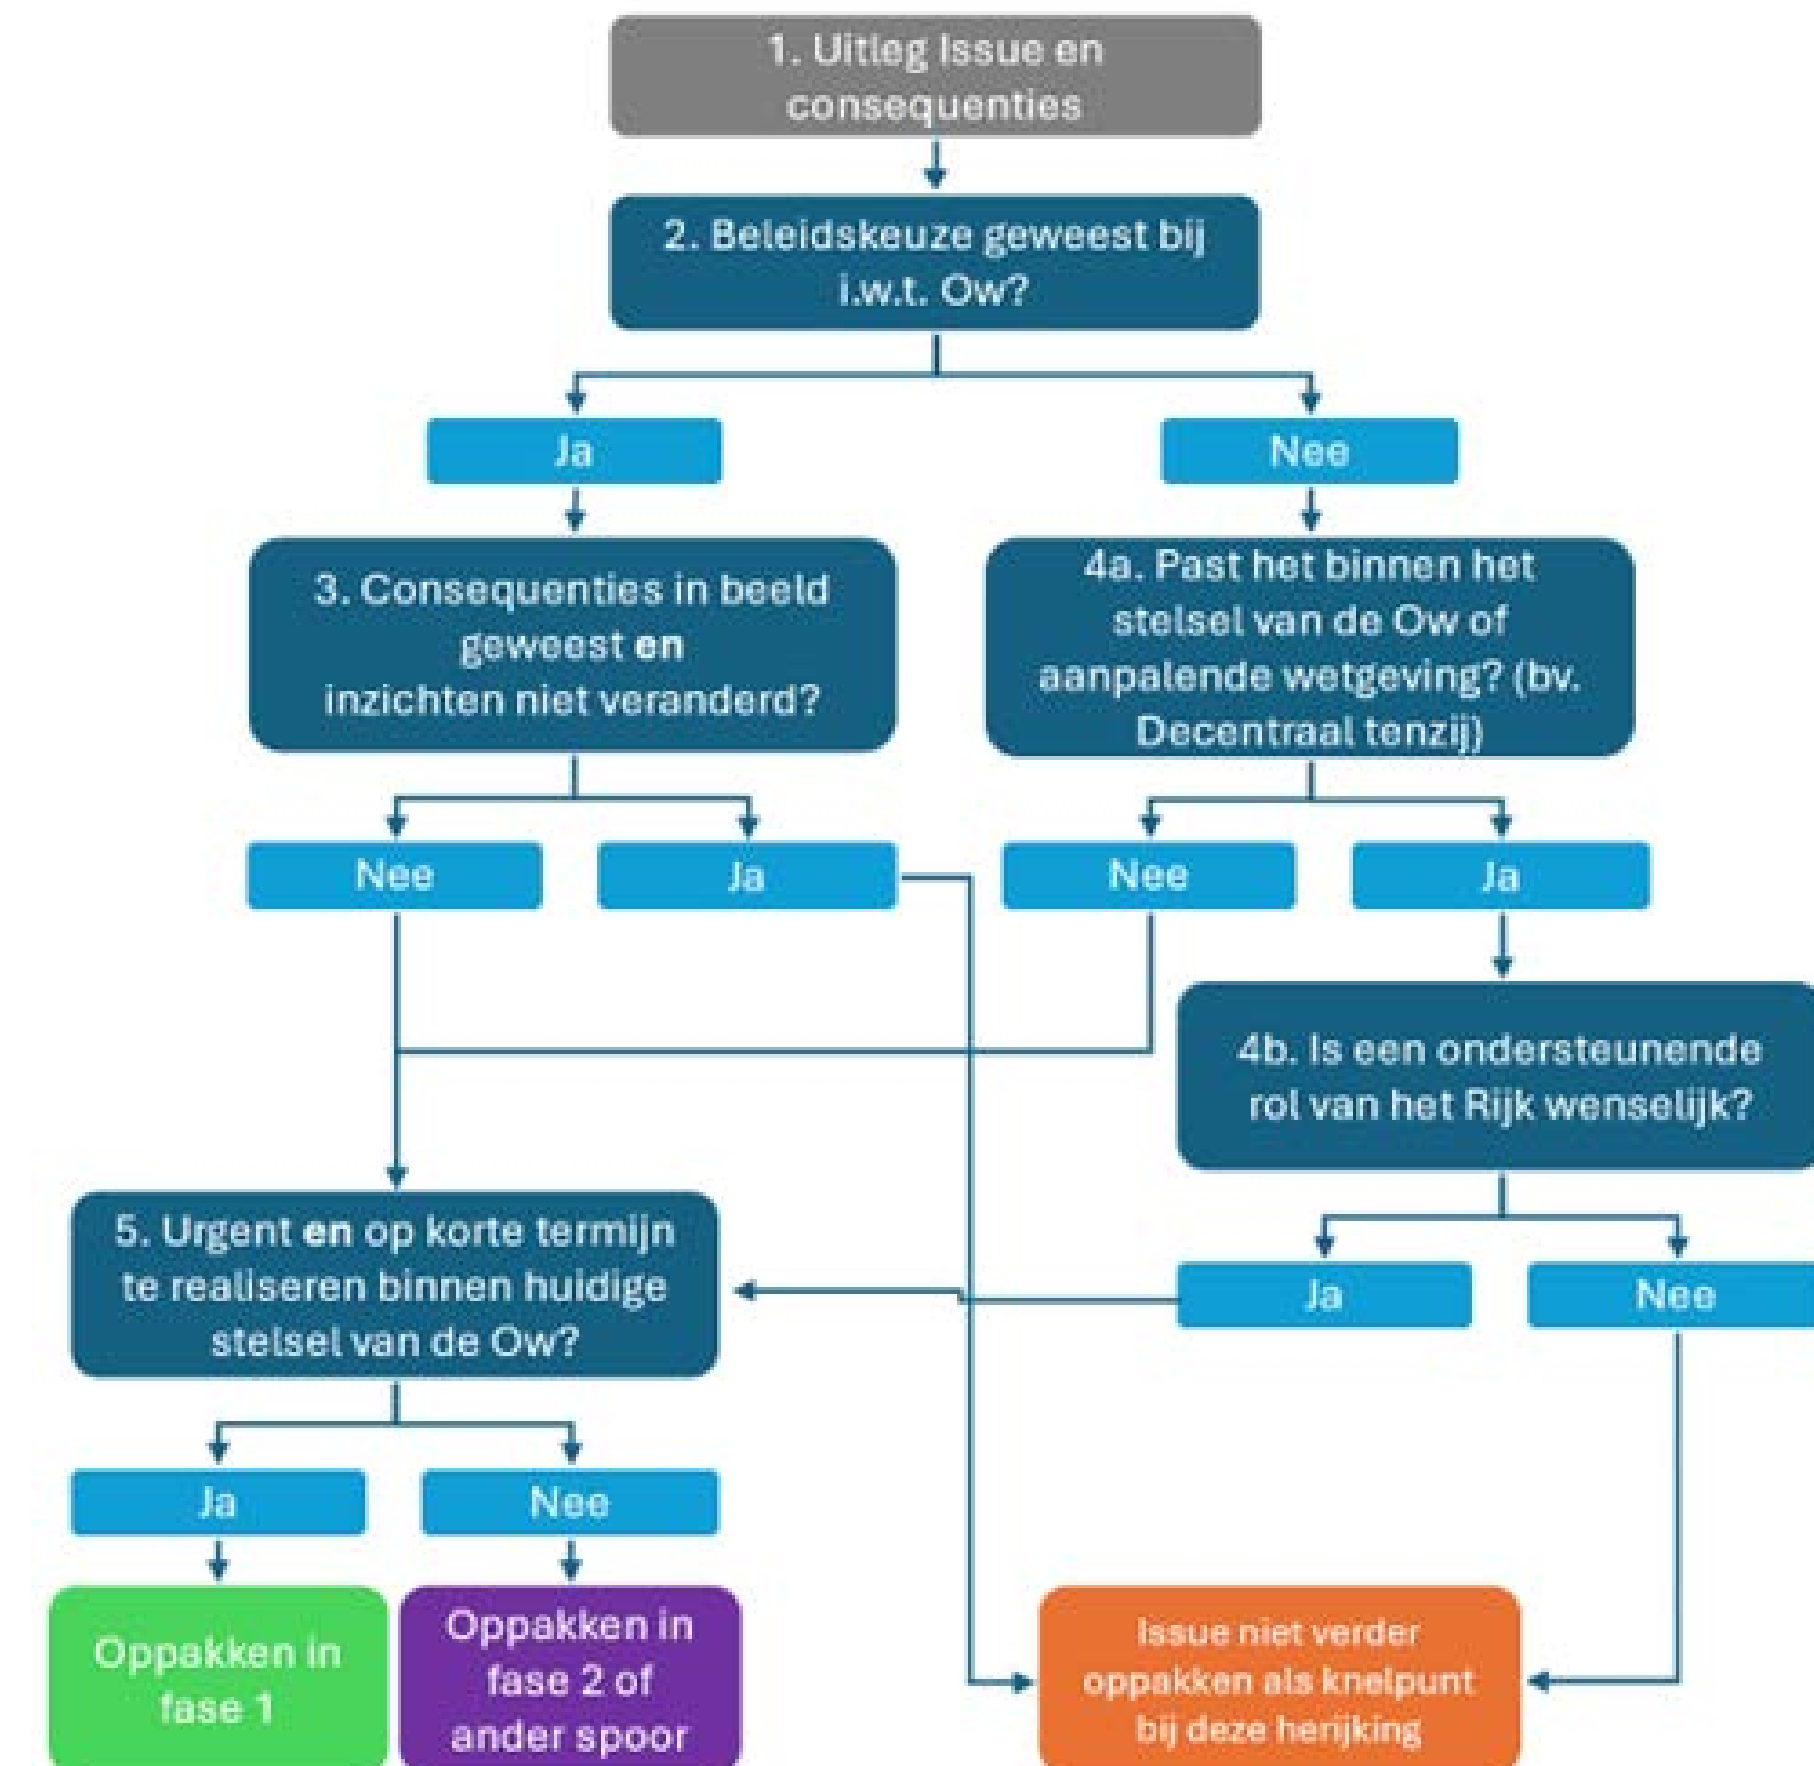 1. Uitleg Issue en
consequenties
2. Beleidskeuze geweest bij
i.w.t. Ow?
Ja
Nee
3. Consequenties in beeld
geweest en
inzichten niet veranderd?
4a. Past het binnen het
stelsel van de Ow of
aanpalende wetgeving? (bv.
Decentraal tenzij)
Nee
Ja
Nee
Ja
4b. Is een ondersteunende
rol van het Rijk wenselijk?
5. Urgent en op korte termijn
te realiseren binnen huidige
stelsel van de Ow?
Ja
Nee
Ja
Nee
Oppakken in
fase 1
Oppakken in
fase 2 of
ander spoor
Issue niet verder
oppakken als knelpunt
bij deze herijking